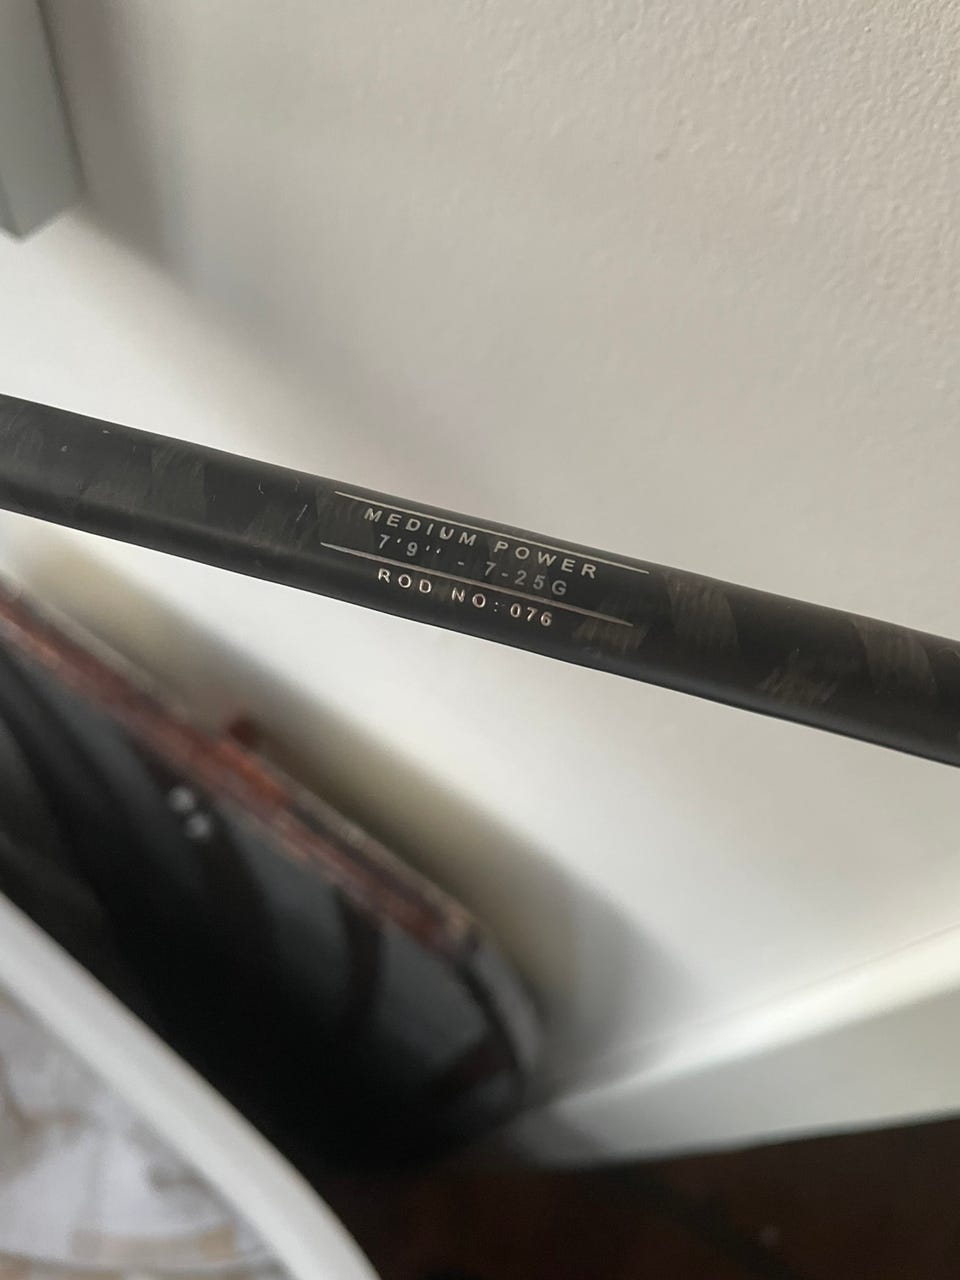 MEDIUM POWER
7'9'' - 7-25G
ROD NO: 076